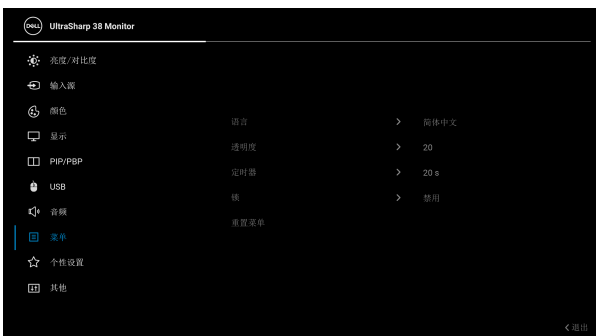 DELL
UltraSharp 38 Monitor
亮度/对比度
输入源
颜色
显示
PIP/PBP
USB
音频
菜单
个性设置
其他
语言 简体中文
透明度 20
定时器 20 s
锁 禁用
重置菜单
退出